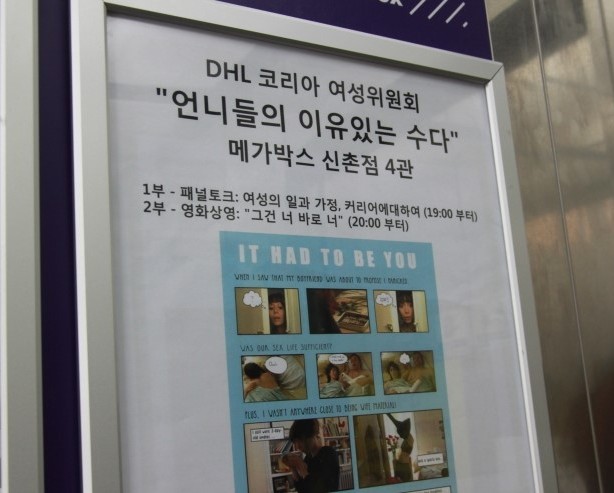 DHL 코리아 여성위원회
"언니들의 이유있는 수다"
메가박스 신촌점 4관
1부 - 패널토크: 여성의 일과 가정, 커리어에대하여 (19:00 부터)
2부 - 영화상영: "그건 너 바로 너" (20:00 부터)
IT HAD TO BE YOU
WHEN I SAW THAT MY BOYFRIEND WAS ABOUT TO PROPOSE I PANICKED.
WAS OUR SEX LIFE SUFFICIENT?
PLUS, I WASN'T ANYWHERE CLOSE TO BEING WIFE MATERIAL.